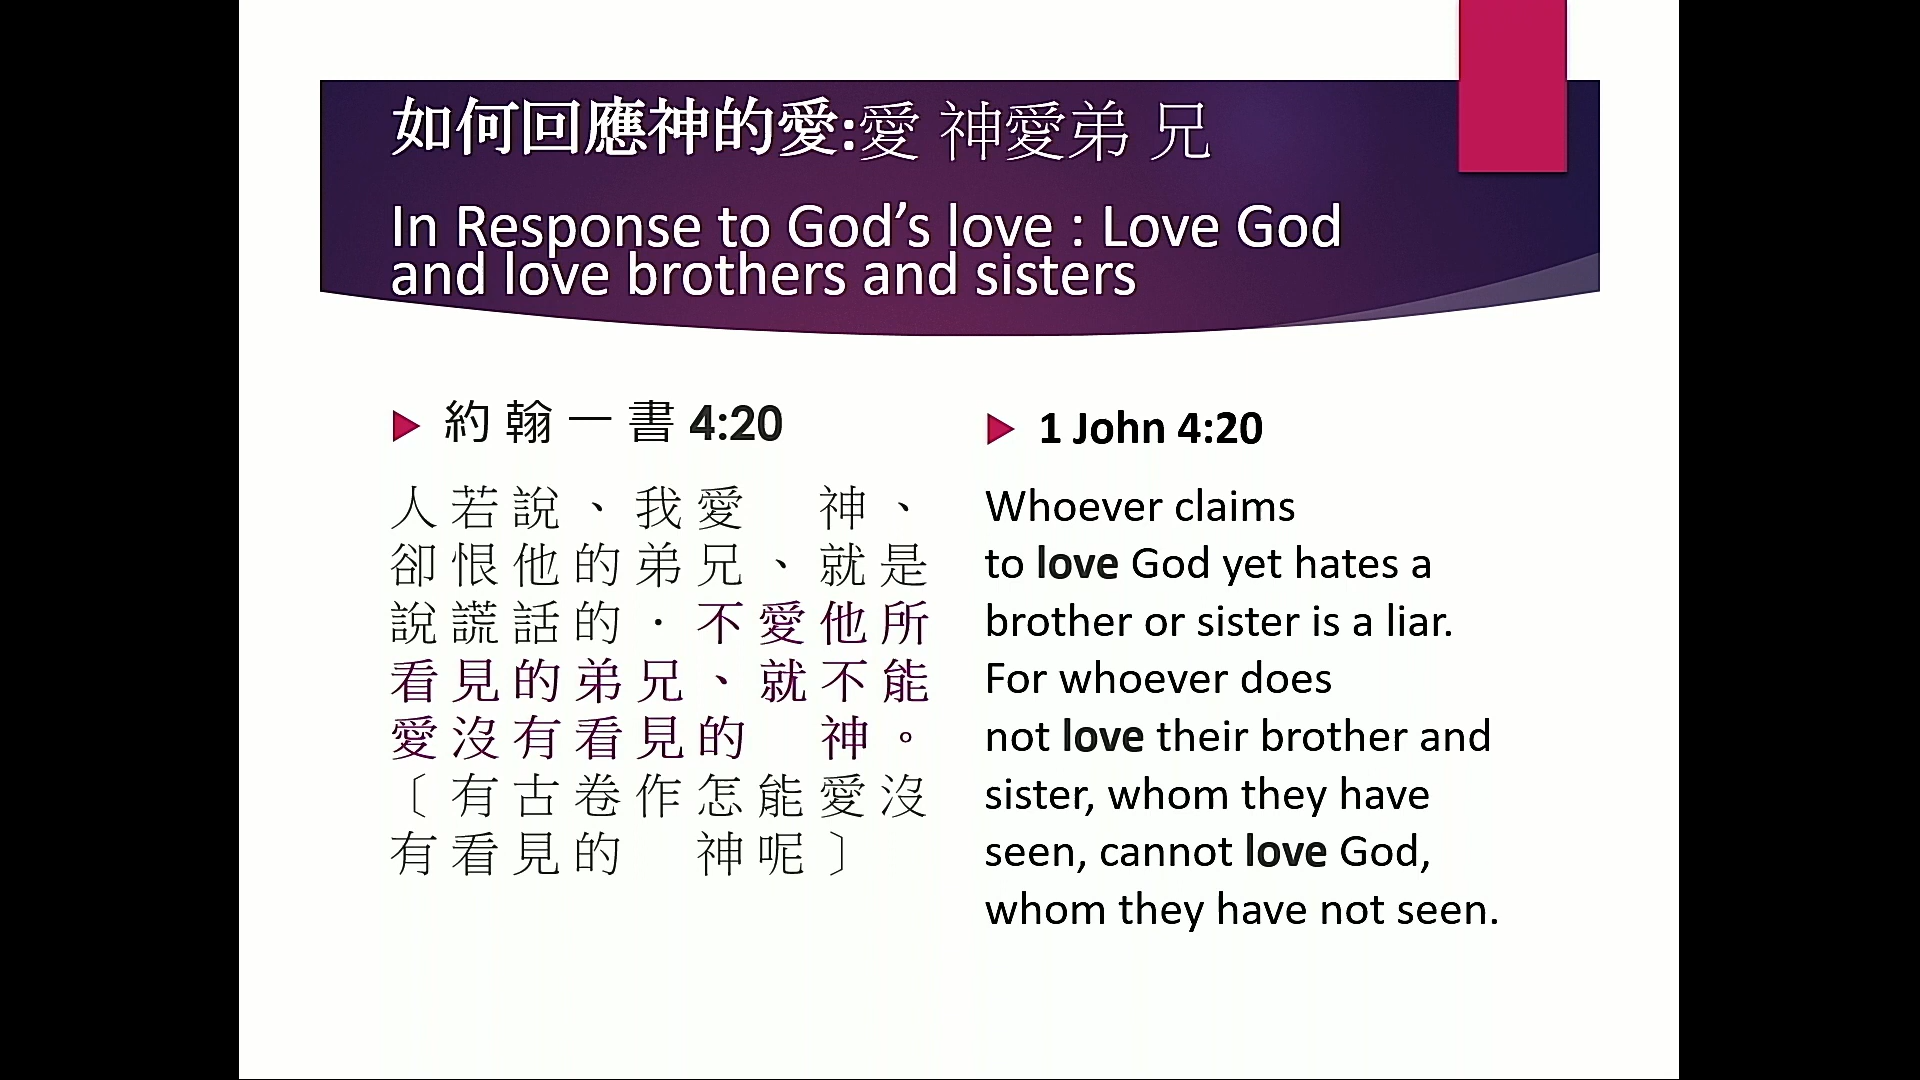 如何回應神的愛:愛 神愛弟 兄
In Response to God’s love : Love God
and love brothers and sisters
約翰一書 4:20
人若說、我愛　神、
卻恨他的弟兄、就是
說謊話的．不愛他所
看見的弟兄、就不能
愛沒有看見的　神。
〔有古卷作怎能愛沒
有看見的　神呢〕
1 John 4:20
Whoever claims
to love God yet hates a
brother or sister is a liar.
For whoever does
not love their brother and
sister, whom they have
seen, cannot love God,
whom they have not seen.